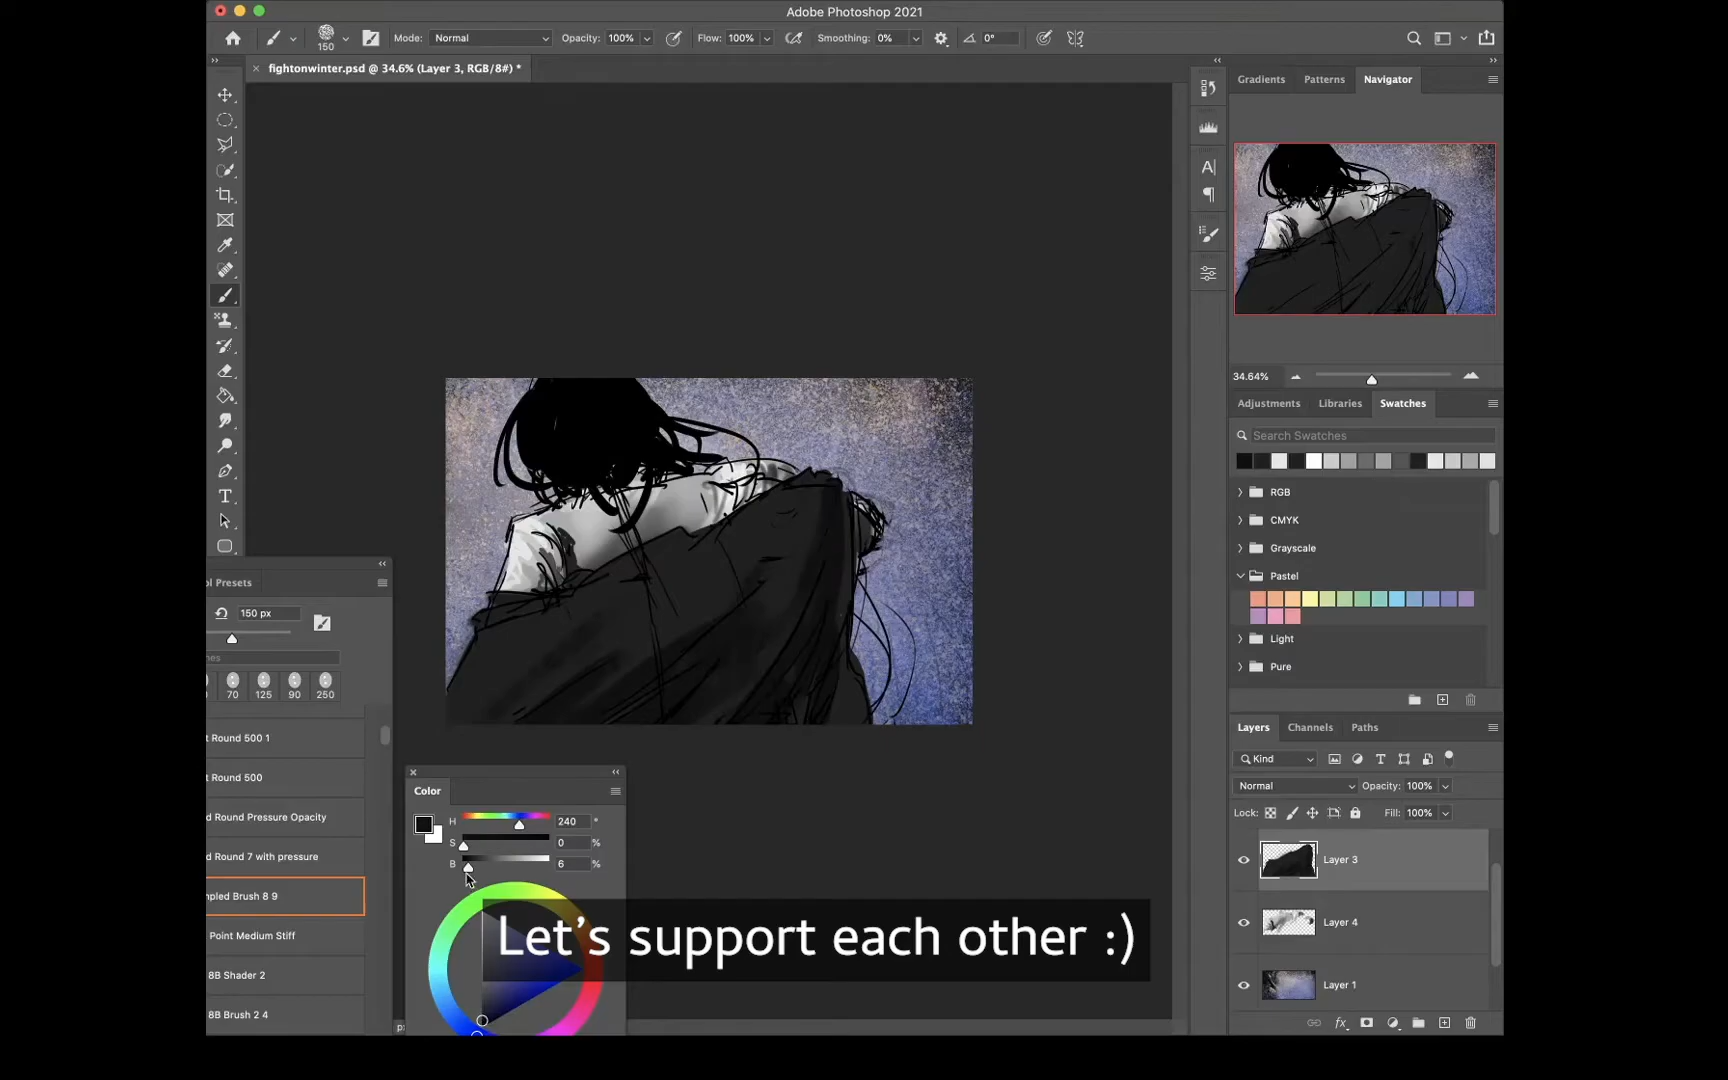 Adobe Photoshop 2021
150
Mode: Normal
Opacity: 100%
Flow: 100%
Smoothing: 0%
0°
fightonwinter.psd @ 34.6% (Layer 3, RGB/8#) *
Gradients
Patterns
Navigator
34.64%
Adjustments
Libraries
Swatches
Search Swatches
RGB
CMYK
Grayscale
Pastel
Light
Pure
ol Presets
150 px
hes
70
125
90
250
t Round 500 1
t Round 500
d Round Pressure Opacity
d Round 7 with pressure
mpled Brush 8 9
Point Medium Stiff
8B Shader 2
8B Brush 2 4
Color
H 240 °
S 0 %
B 6 %
Let's support each other :)
Layers
Channels
Paths
Kind
Normal
Opacity: 100%
Lock:
Fill: 100%
Layer 3
Layer 4
Layer 1
fx